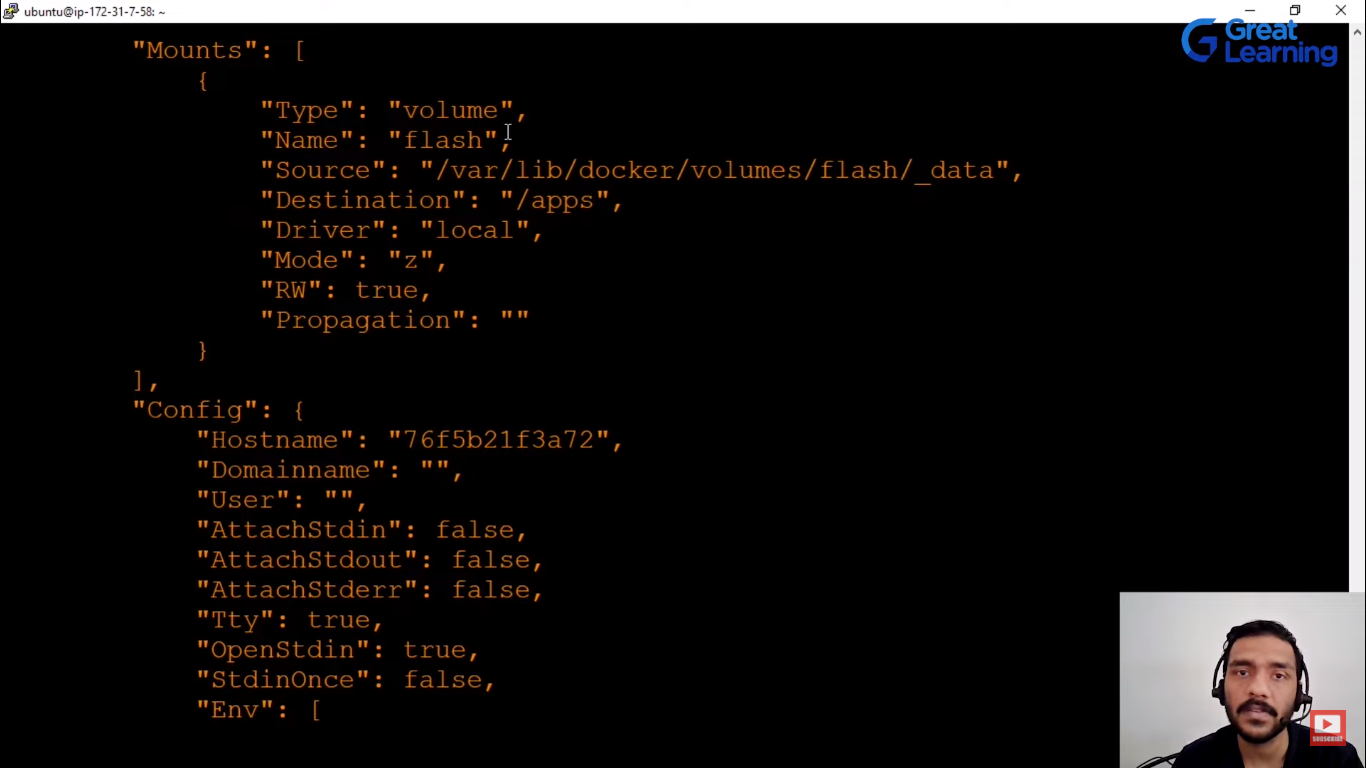 ubuntu@ip-172-31-7-58: ~
Great
Learning
"Mounts": [
{
"Type": "volume",
"Name": "flash",
"Source": "/var/lib/docker/volumes/flash/_data",
"Destination": "/apps",
"Driver": "local",
"Mode": "z",
"RW": true,
"Propagation": ""
}
],
"Config": {
"Hostname": "76f5b21f3a72",
"Domainname": "",
"User": "",
"AttachStdin": false,
"AttachStdout": false,
"AttachStderr": false,
"Tty": true,
"OpenStdin": true,
"StdinOnce": false,
"Env": [
SUBSCRIBE